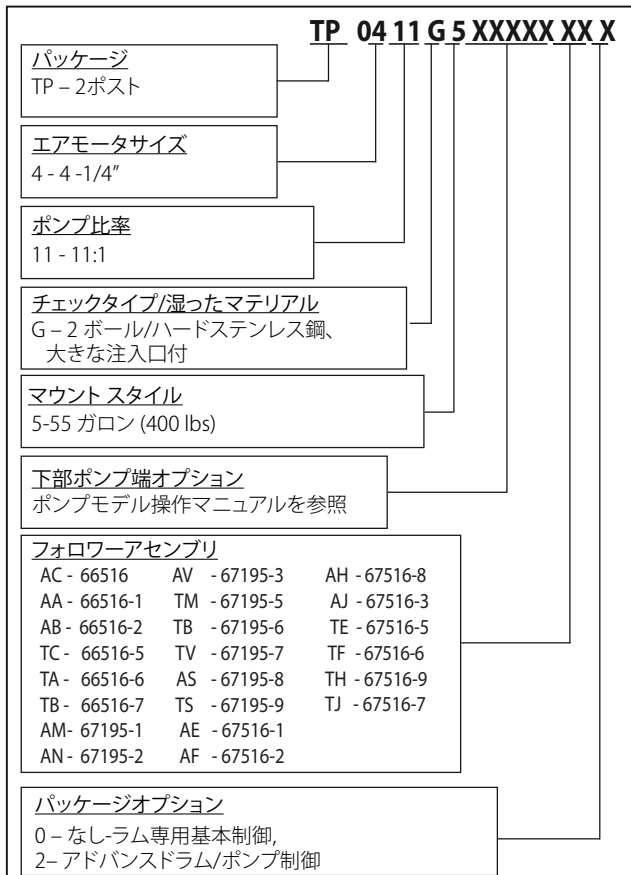 TP 04 11 G 5 XXXXX XX X
パッケージ
TP – 2ポスト
エアモータサイズ
4 - 4 -1/4”
ポンプ比率
11 - 11:1
チェックタイプ/湿ったマテリアル
G – 2 ボール/ハードステンレス鋼、
大きな注入口付
マウント スタイル
5-55 ガロン (400 lbs)
下部ポンプ端オプション
ポンプモデル操作マニュアルを参照
フォロワーアセンブリ
AC - 66516 AV - 67195-3 AH - 67516-8
AA - 66516-1 TM - 67195-5 AJ - 67516-3
AB - 66516-2 TB - 67195-6 TE - 67516-5
TC - 66516-5 TV - 67195-7 TF - 67516-6
TA - 66516-6 AS - 67195-8 TH - 67516-9
TB - 66516-7 TS - 67195-9 TJ - 67516-7
AM- 67195-1 AE - 67516-1
AN - 67195-2 AF - 67516-2
パッケージオプション
0 – なし-ラム専用基本制御,
2– アドバンスドラム/ポンプ制御